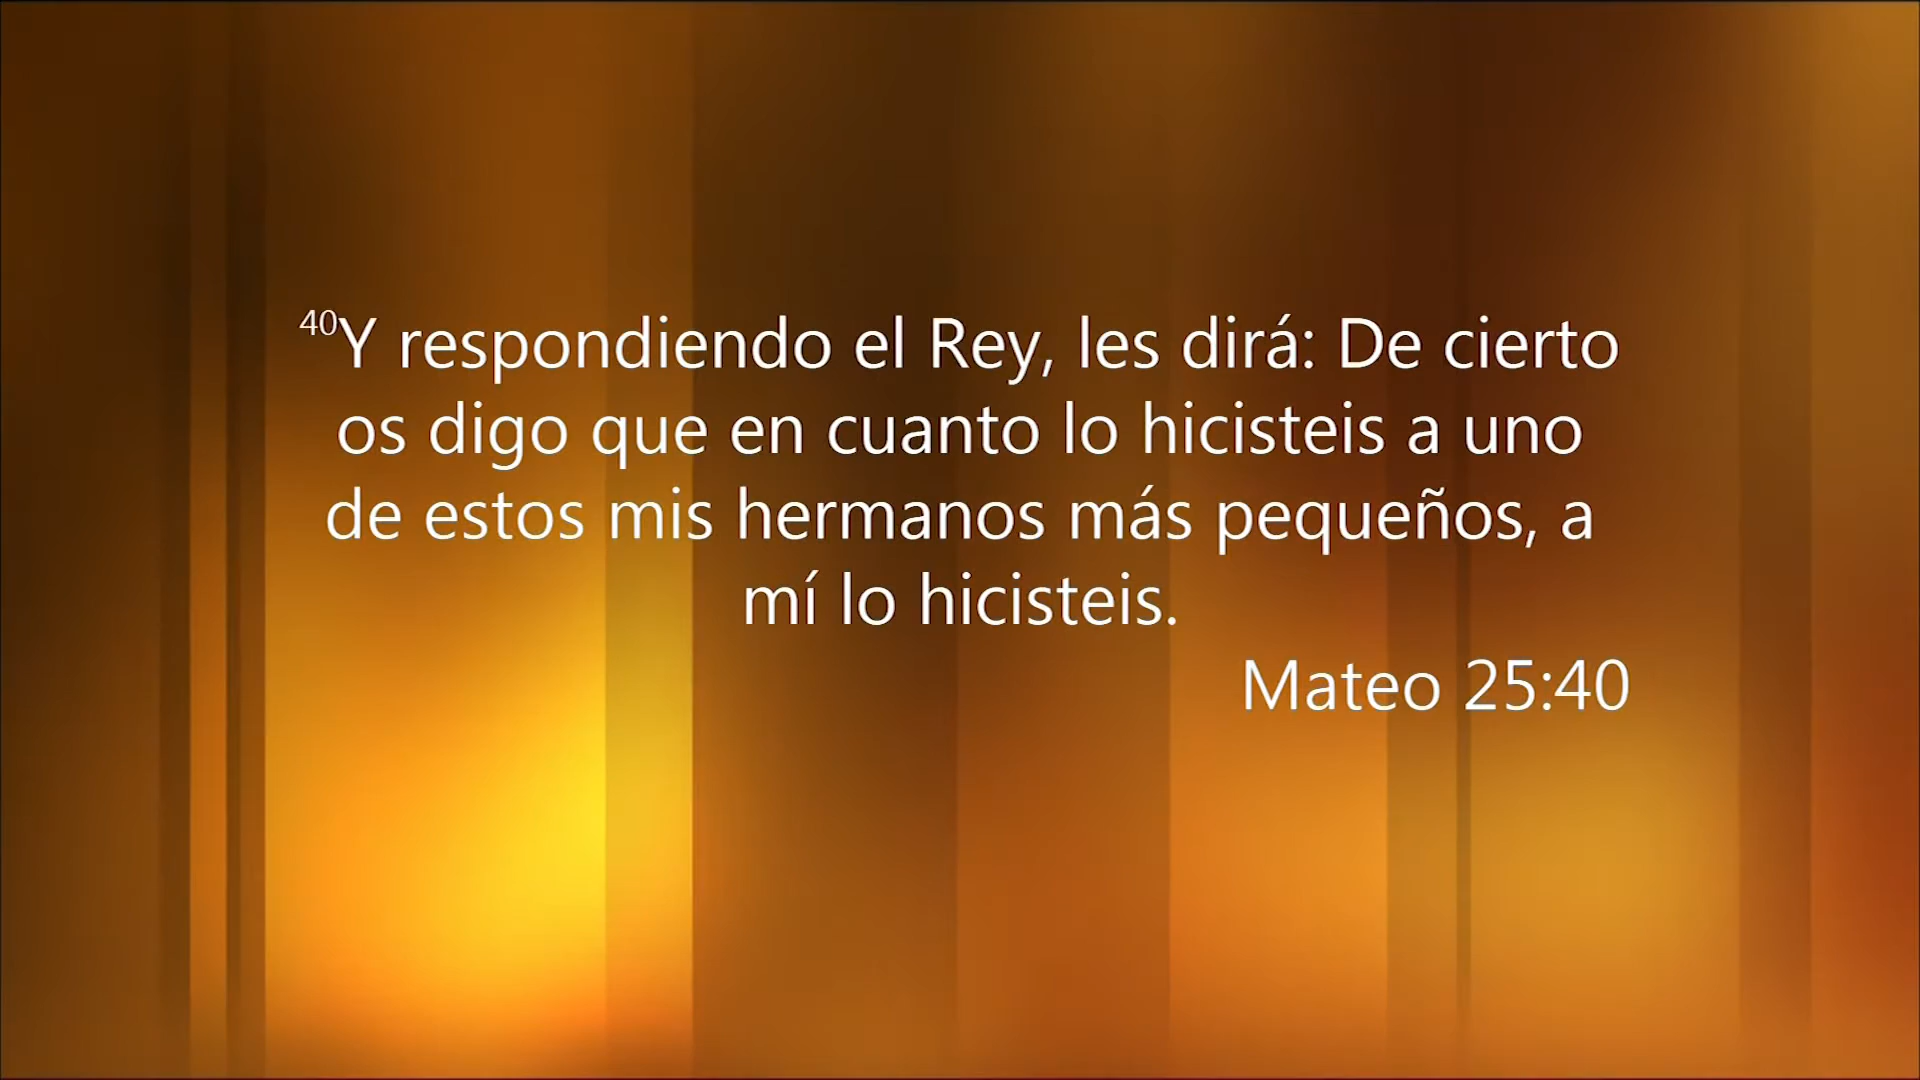 40Y respondiendo el Rey, les dirá: De cierto
os digo que en cuanto lo hicisteis a uno
de estos mis hermanos más pequeños, a
mí lo hicisteis.
Mateo 25:40